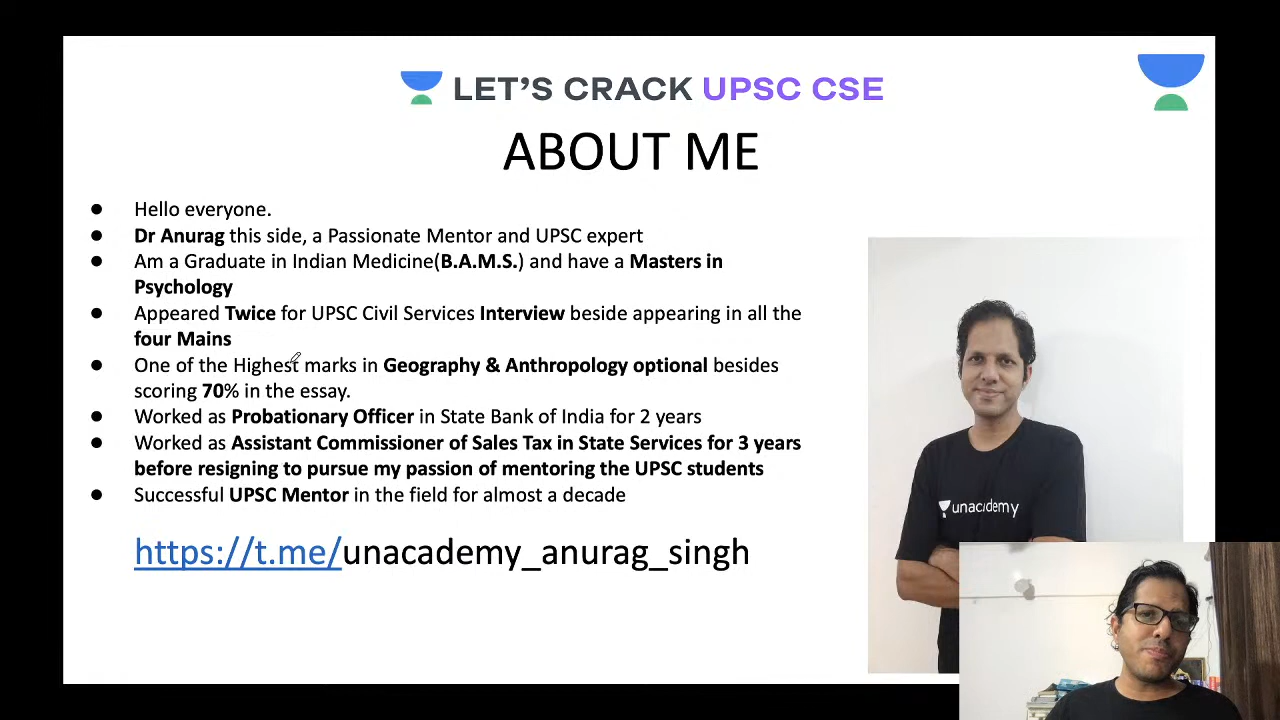 LET'S CRACK UPSC CSE
ABOUT ME
● Hello everyone.
● Dr Anurag this side, a Passionate Mentor and UPSC expert
● Am a Graduate in Indian Medicine(B.A.M.S.) and have a Masters in
Psychology
● Appeared Twice for UPSC Civil Services Interview beside appearing in all the
four Mains
● One of the Highest marks in Geography & Anthropology optional besides
scoring 70% in the essay.
● Worked as Probationary Officer in State Bank of India for 2 years
● Worked as Assistant Commissioner of Sales Tax in State Services for 3 years
before resigning to pursue my passion of mentoring the UPSC students
● Successful UPSC Mentor in the field for almost a decade
https://t.me/unacademy_anurag_singh
unacademy